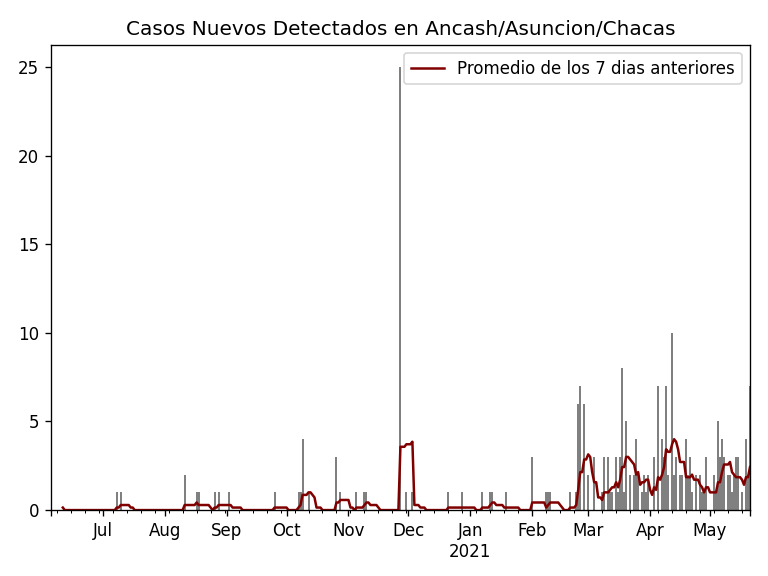 Casos Nuevos Detectados en Ancash/Asuncion/Chacas
Promedio de los 7 dias anteriores
25
20
15
10
5
0
Jul Aug Sep Oct Nov Dec Jan Feb Mar Apr May
2021